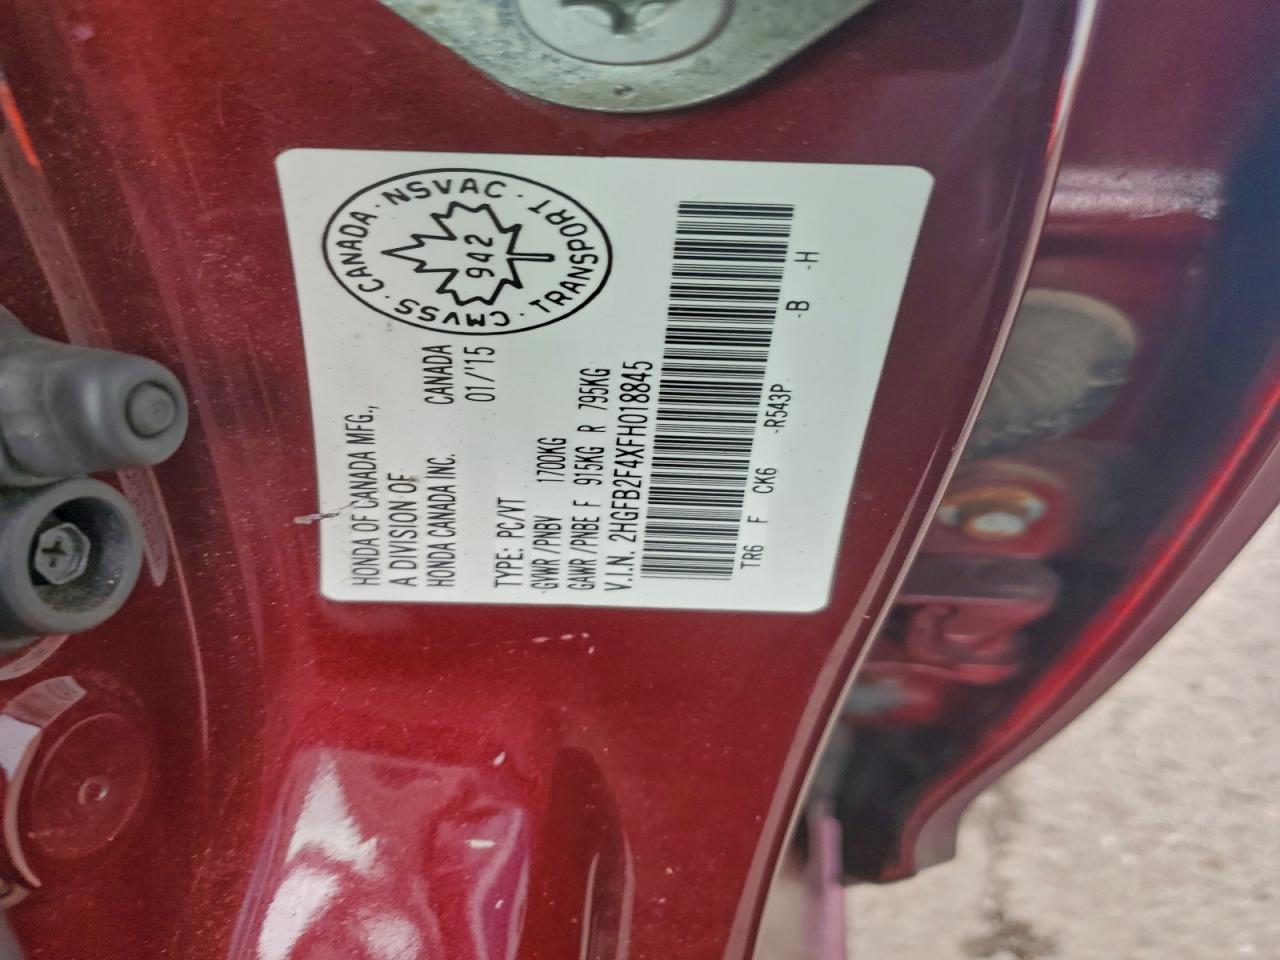 HONDA OF CANADA MFG.,
A DIVISION OF
HONDA CANADA INC. CANADA
01/'15
TYPE: PC/VT
GVWR/PNBV 1700KG
GAWR/PNBE F 915KG R 795KG
V.I.N. 2HGFB2F4XFH018845
TR6 F CK6 -R543P -B -H
CANADA · NSVAC · TRANSPORT · CMVSS ·
942